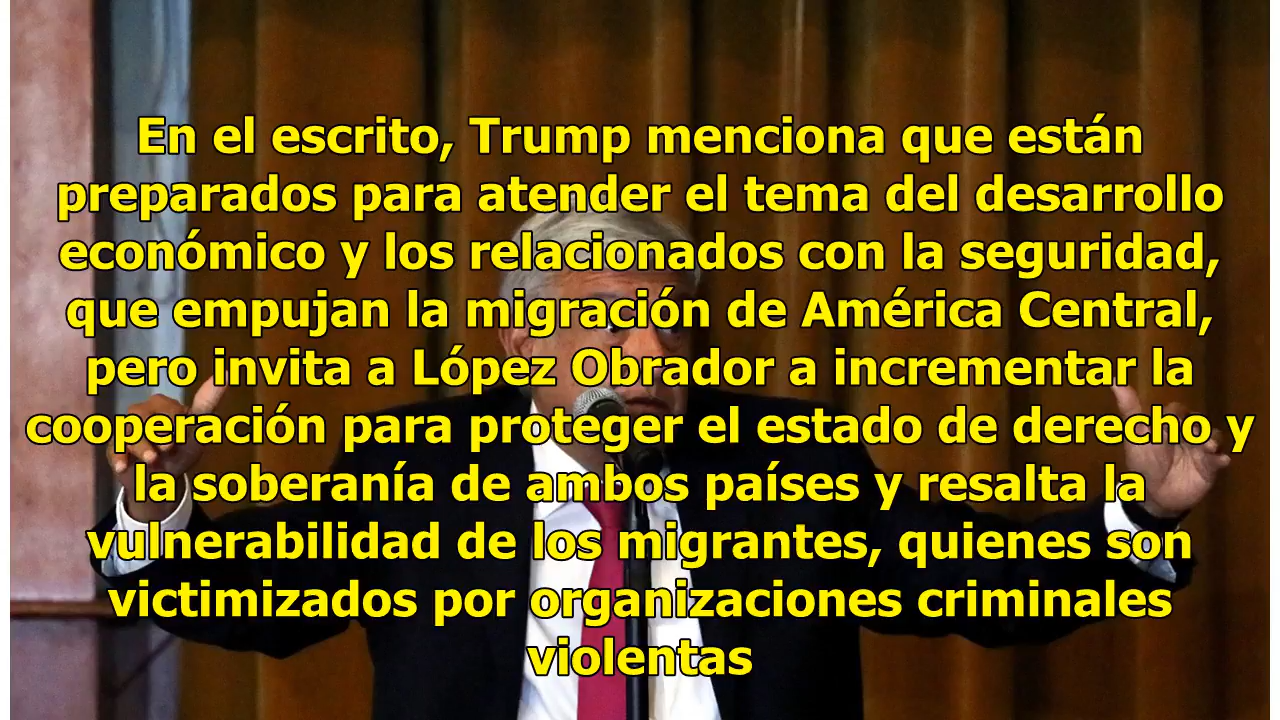 En el escrito, Trump menciona que están
preparados para atender el tema del desarrollo
económico y los relacionados con la seguridad,
que empujan la migración de América Central,
pero invita a López Obrador a incrementar la
cooperación para proteger el estado de derecho y
la soberanía de ambos países y resalta la
vulnerabilidad de los migrantes, quienes son
victimizados por organizaciones criminales
violentas